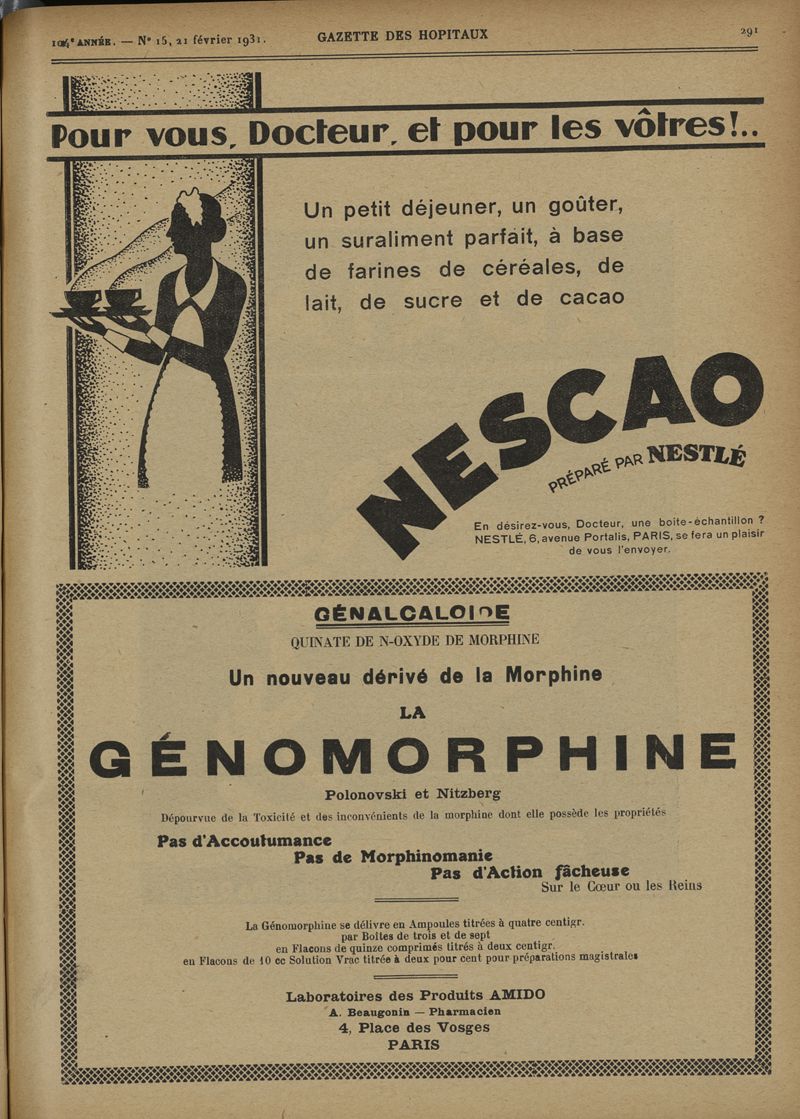 104e ANNÉE. — N° 15, 21 février 1931.
GAZETTE DES HOPITAUX
291
Pour vous, Docteur, et pour les vôtres!..
Un petit déjeuner, un goûter,
un suraliment parfait, à base
de farines de céréales, de
lait, de sucre et de cacao
NESCAO
PRÉPARÉ PAR NESTLÉ
En désirez-vous, Docteur, une boite-échantillon ?
NESTLÉ, 6, avenue Portalis, PARIS, se fera un plaisir
de vous l'envoyer.
GÉNALCALOIDE
QUINATE DE N-OXYDE DE MORPHINE
Un nouveau dérivé de la Morphine
LA
GÉNOMORPHINE
Polonovski et Nitzberg
Dépourvue de la Toxicité et des inconvénients de la morphine dont elle possède les propriétés
Pas d'Accoutumance
Pas de Morphinomanie
Pas d'Action fâcheuse
Sur le Cœur ou les Reins
La Génomorphine se délivre en Ampoules titrées à quatre centigr.
par Boites de trois et de sept
en Flacons de quinze comprimés titrés à deux centigr.
en Flacons de 10 cc Solution Vrac titrée à deux pour cent pour préparations magistrales
Laboratoires des Produits AMIDO
A. Beaugonin — Pharmacien
4, Place des Vosges
PARIS